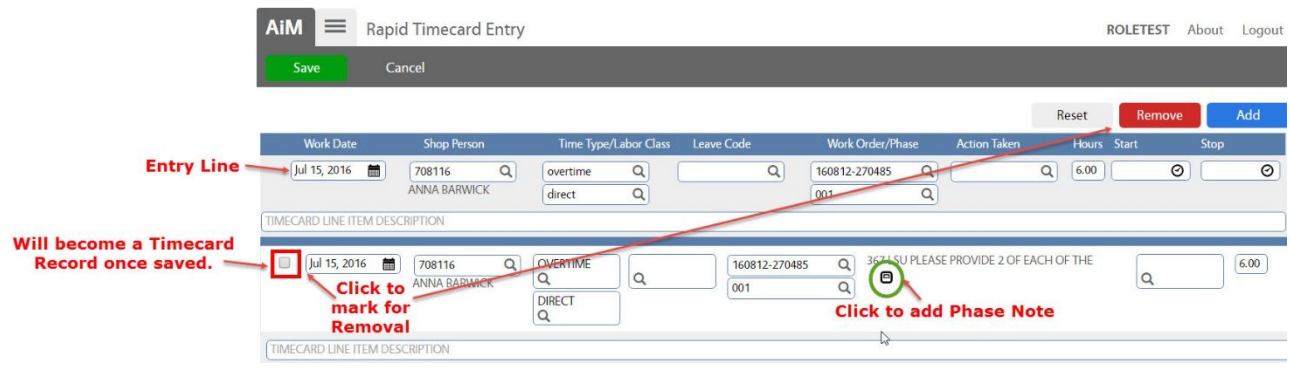 AiM Rapid Timecard Entry ROLETEST About Logout
Save Cancel
Reset Remove Add
Work Date Shop Person Time Type/Labor Class Leave Code Work Order/Phase Action Taken Hours Start Stop
Entry Line Jul 15, 2016 708116 overtime 160812-270485 6.00
ANNA BARWICK direct 001
TIMECARD LINE ITEM DESCRIPTION
Will become a Timecard
Record once saved.
Jul 15, 2016 708116 OVERTIME 160812-270485 367 LSU PLEASE PROVIDE 2 OF EACH OF THE 6.00
ANNA BARWICK DIRECT 001
Click to
mark for
Removal
Click to add Phase Note
TIMECARD LINE ITEM DESCRIPTION